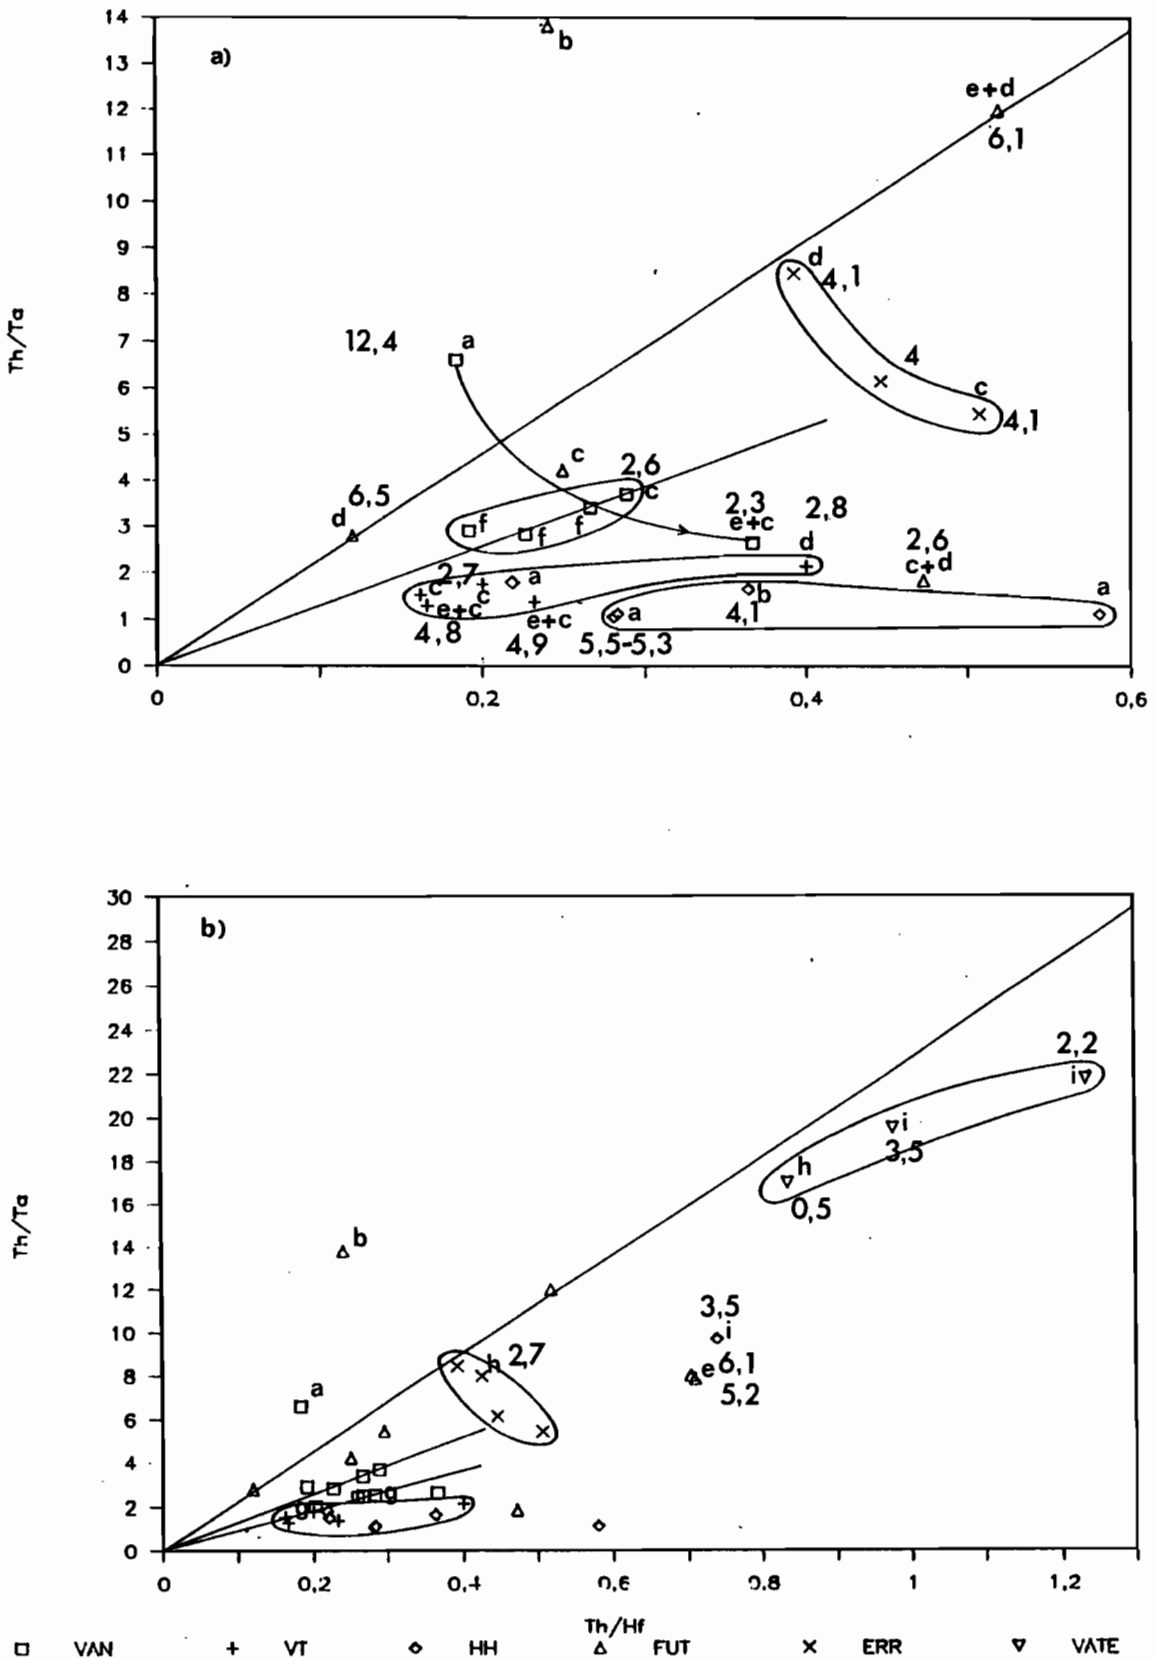 14
a)
b
13
e+d
12
6,1
11
10
9
d
8
4,1
Th/Ta
7
12,4
a
4
6
c
5
4,1
c
2,6
4
6,5
c
2,3
2,8
d
f
f
f
e+c
3
d
2,6
c+d
2
2,7
a
c
c
b
a
e+c
a
1
4,8
e+c
4,1
4,9
5,5-5,3
0
0
0,2
0,4
0,6
30
b)
28
26
24
2,2
22
i
20
i
3,5
18
h
16
0,5
Th/Ta
14
b
12
3,5
10
i
2,7
h
e 6,1
8
a
5,2
6
4
2
g
g
0
0
0,2
0,4
0,6
0.8
1
1,2
Th/Hf
VAN
VT
HH
FUT
ERR
VATE